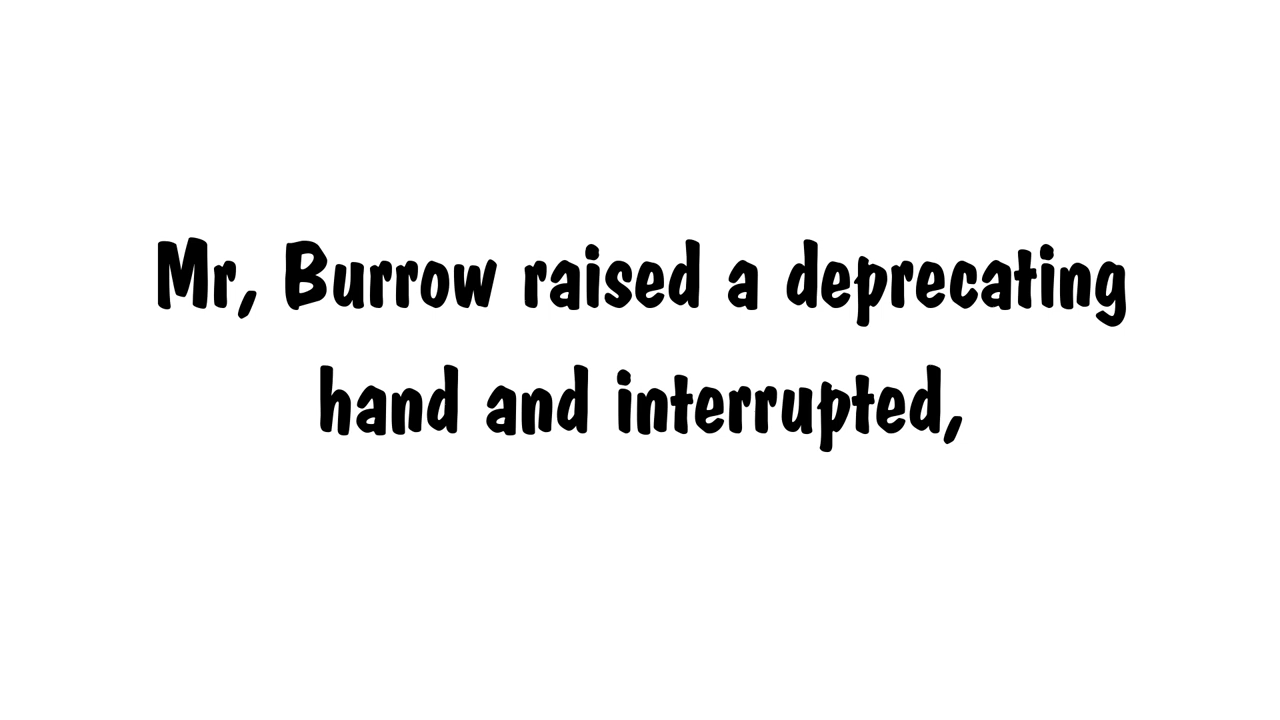 Mr, Burrow raised a deprecating
hand and interrupted,